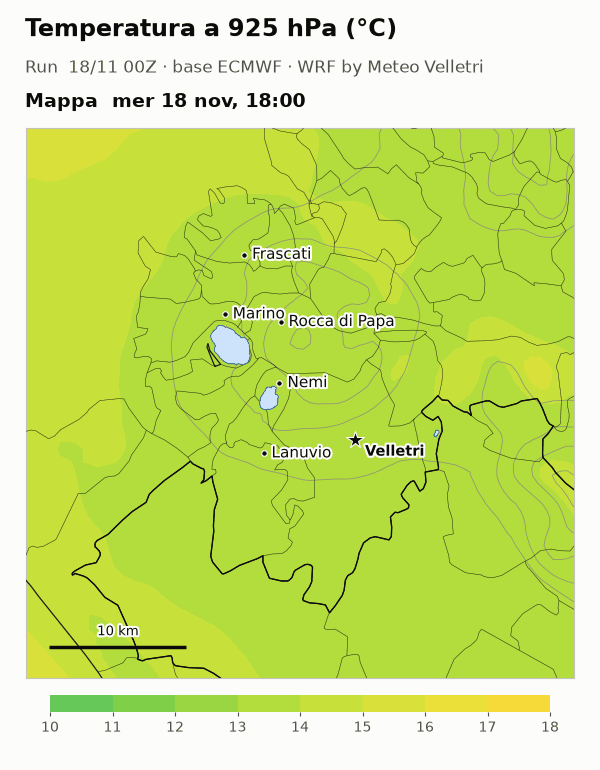 Temperatura a 925 hPa (°C)
Run  18/11 00Z · base ECMWF · WRF by Meteo Velletri
Mappa  mer 18 nov, 18:00
Frascati
Marino
Rocca di Papa
Nemi
Velletri
Lanuvio
10 km
10 11 12 13 14 15 16 17 18